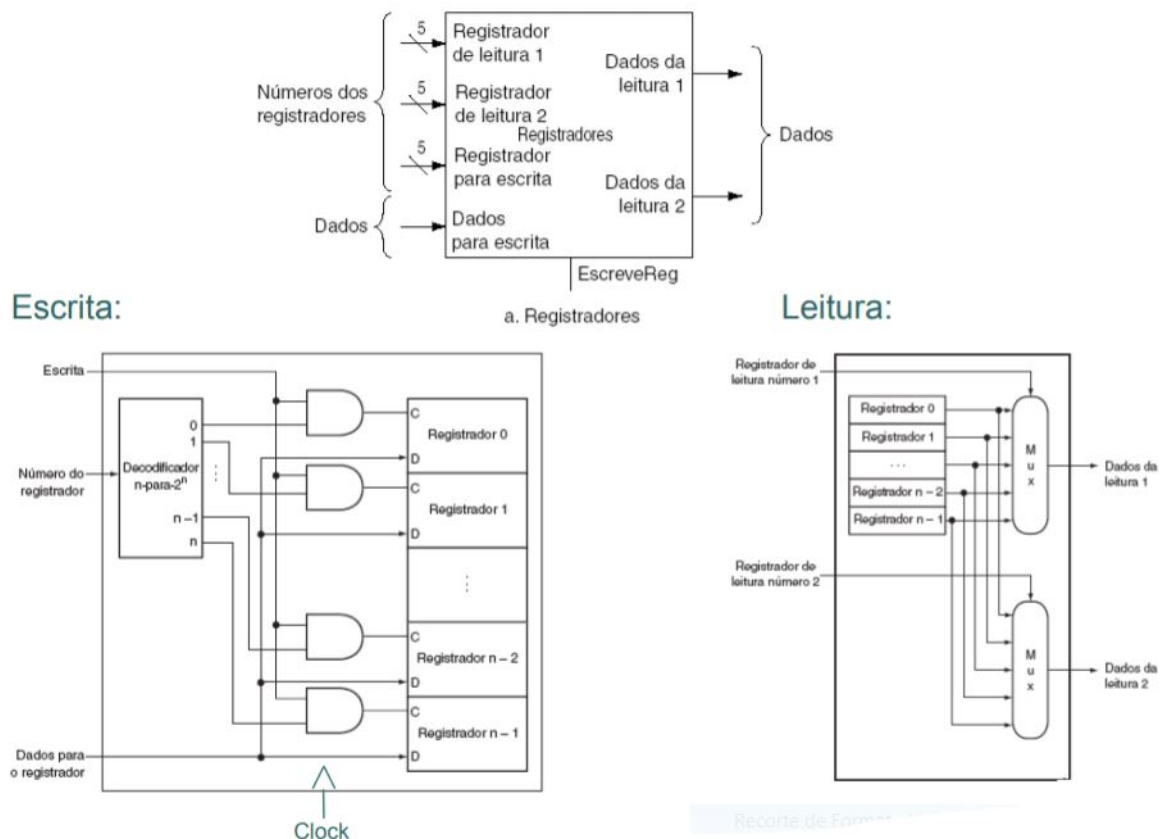 5
Registrador
de leitura 1
5
Registrador
de leitura 2
Registradores
5
Registrador
para escrita
Números dos
registradores
Dados
Dados
para escrita
Dados da
leitura 1
Dados da
leitura 2
Dados
EscreveReg
a. Registradores
Escrita:
Escrita
Número do
registrador
Decodificador
n-para-2ⁿ
0
1
⋮
n – 1
n
C
Registrador 0
D
C
Registrador 1
D
⋮
C
Registrador n – 2
D
C
Registrador n – 1
D
Dados para
o registrador
Clock
Leitura:
Registrador de
leitura número 1
Registrador 0
Registrador 1
...
Registrador n – 2
Registrador n – 1
M
u
x
Dados da
leitura 1
Registrador de
leitura número 2
M
u
x
Dados da
leitura 2
Recorte de